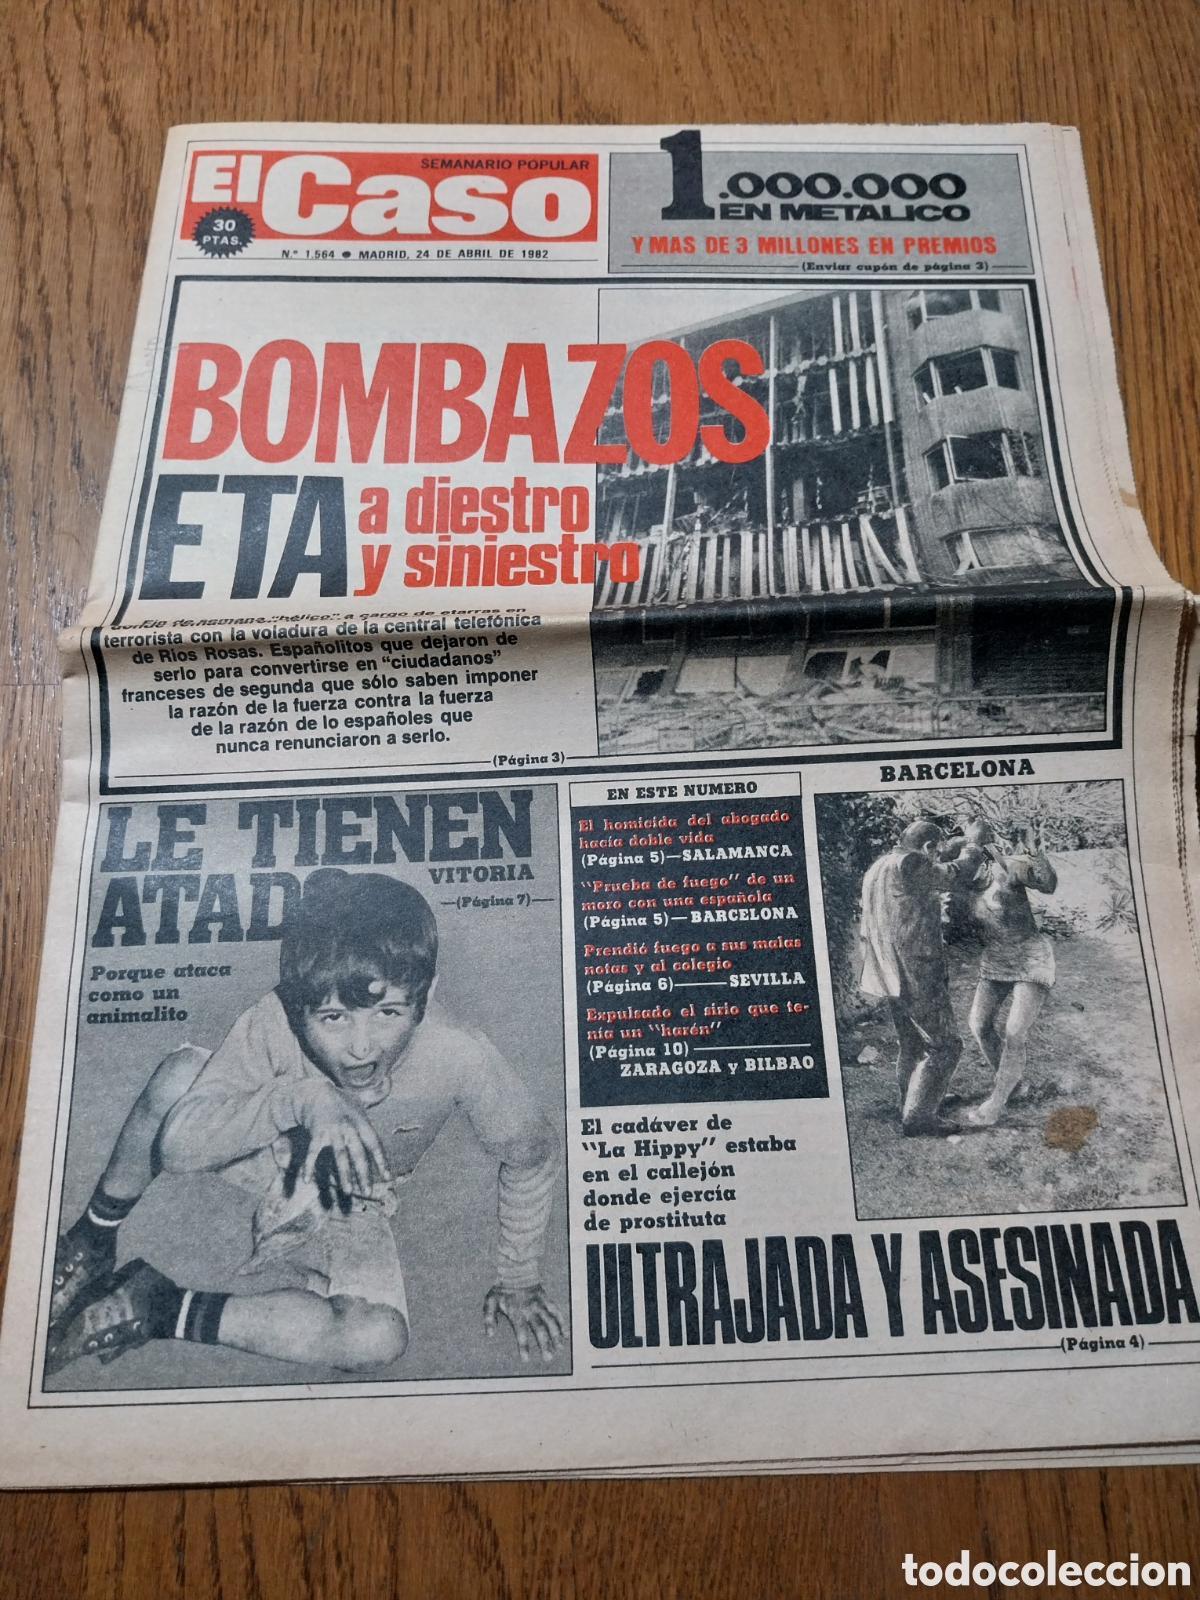 SEMANARIO POPULAR
El Caso
30
PTAS.
N.º 1.564 ● MADRID, 24 DE ABRIL DE 1982
1.000.000
EN METALICO
Y MAS DE 3 MILLONES EN PREMIOS
(Enviar cupón de página 3)
BOMBAZOS
ETA a diestro
y siniestro
"bélico" a cargo de etarras en
terrorista con la voladura de la central telefónica
de Ríos Rosas. Españolitos que dejaron de
serlo para convertirse en "ciudadanos"
franceses de segunda que sólo saben imponer
la razón de la fuerza contra la fuerza
de la razón de lo españoles que
nunca renunciaron a serlo.
(Página 3)
LE TIENEN
ATADO
VITORIA
(Página 7)
Porque ataca
como un
animalito
EN ESTE NUMERO
El homicida del abogado
hacía doble vida
(Página 5)—SALAMANCA
"Prueba de fuego" de un
moro con una española
(Página 5)—BARCELONA
Prendió fuego a sus malas
notas y al colegio
(Página 6)——SEVILLA
Expulsado el sirio que te-
nía un "harén"
(Página 10)
ZARAGOZA y BILBAO
BARCELONA
El cadáver de
"La Hippy" estaba
en el callejón
donde ejercía
de prostituta
ULTRAJADA Y ASESINADA
(Página 4)
todocoleccion